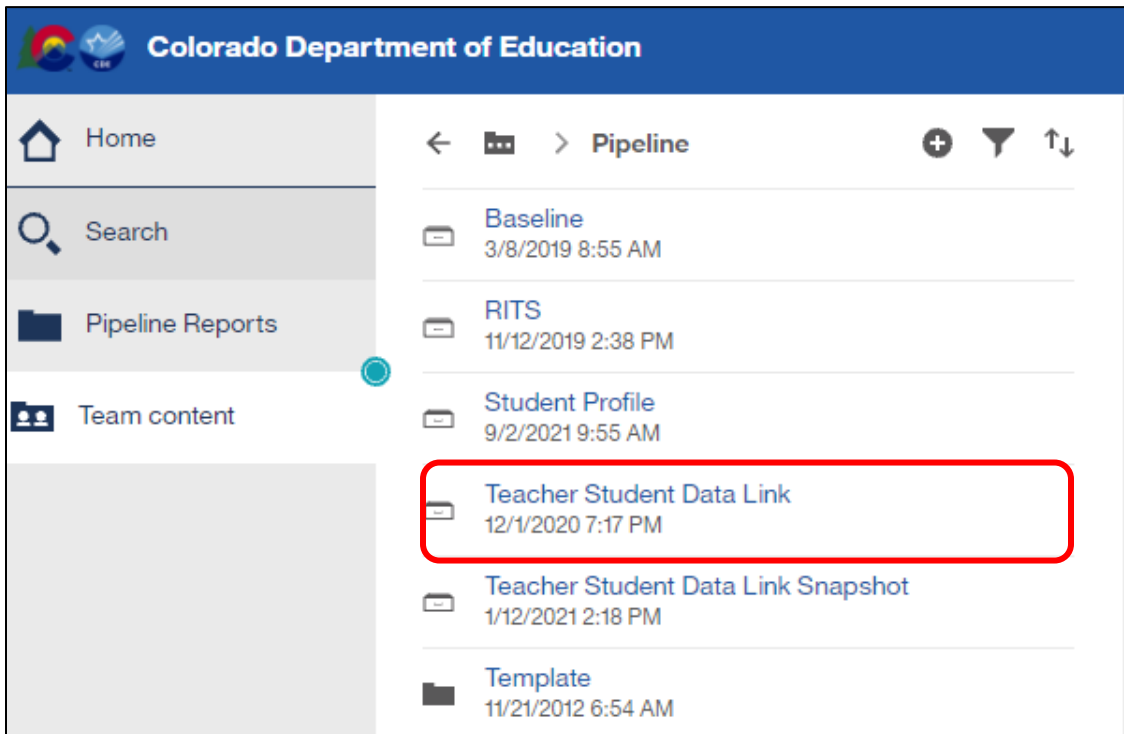 CDE
Colorado Department of Education
Home
Search
Pipeline Reports
Team content
Pipeline
Baseline
3/8/2019 8:55 AM
RITS
11/12/2019 2:38 PM
Student Profile
9/2/2021 9:55 AM
Teacher Student Data Link
12/1/2020 7:17 PM
Teacher Student Data Link Snapshot
1/12/2021 2:18 PM
Template
11/21/2012 6:54 AM